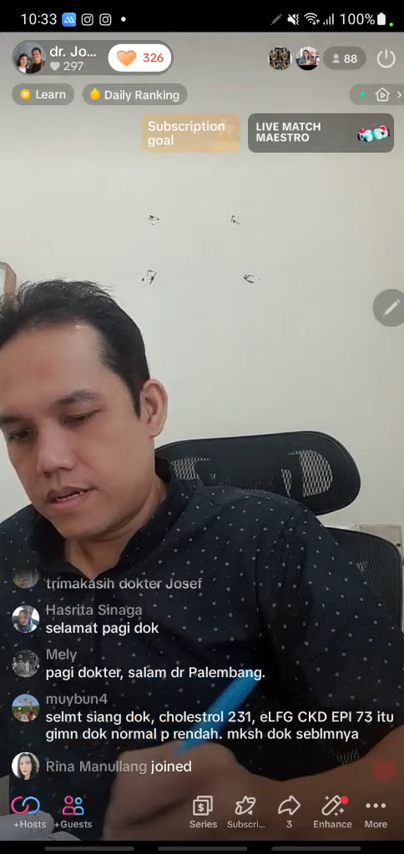 10:33
100%
dr. Jo...
297
326
88
Learn
Daily Ranking
Subscription
goal
LIVE MATCH
MAESTRO
trimakasih dokter Josef
Hasrita Sinaga
selamat pagi dok
Mely
pagi dokter, salam dr Palembang.
muybun4
selmt siang dok, cholestrol 231, eLFG CKD EPI 73 itu
gimn dok normal p rendah. mksh dok seblmnya
Rina Manullang joined
+Hosts
+Guests
Series
Subscri...
3
Enhance
More